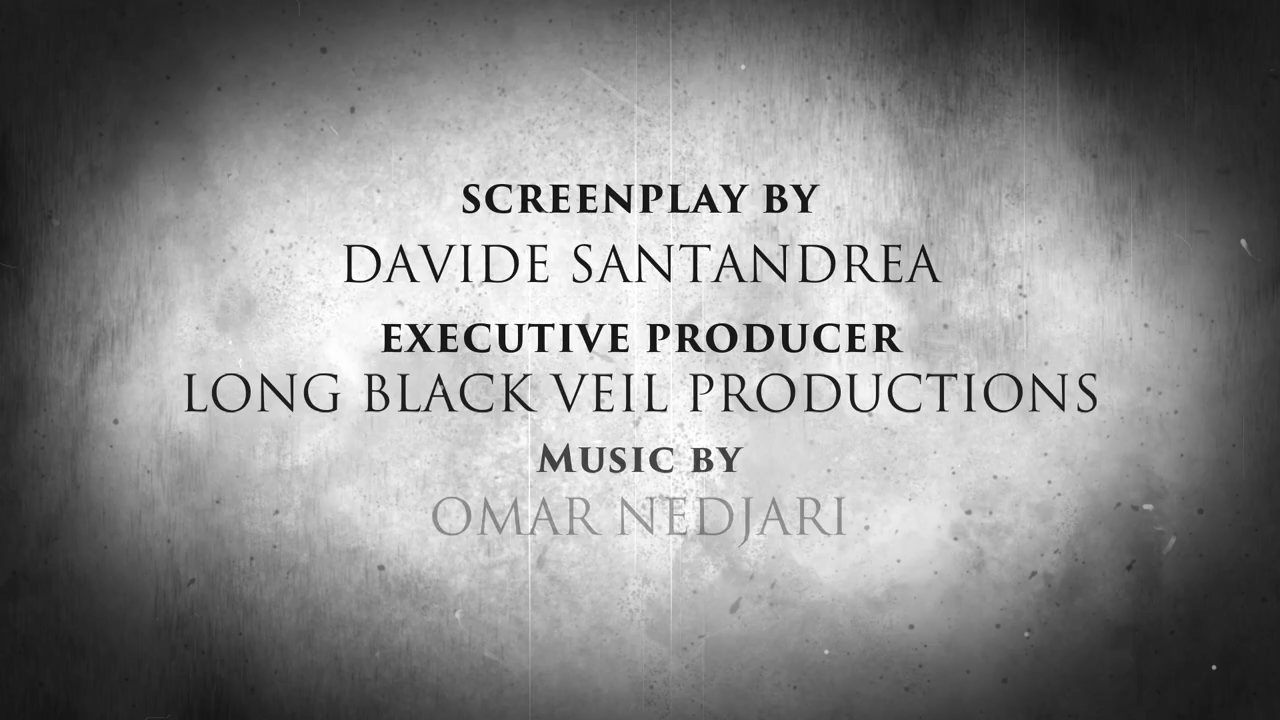 SCREENPLAY BY
DAVIDE SANTANDREA
EXECUTIVE PRODUCER
LONG BLACK VEIL PRODUCTIONS
MUSIC BY
OMAR NEDJARI